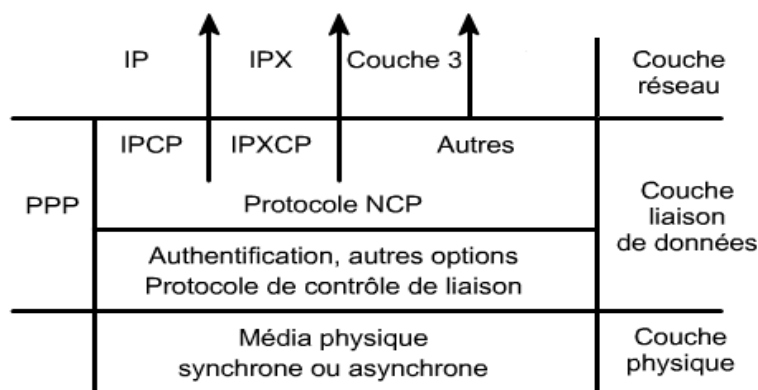 IP IPX Couche 3 Couche
réseau
IPCP IPXCP Autres
PPP Protocole NCP Couche
liaison
de données
Authentification, autres options
Protocole de contrôle de liaison
Média physique
synchrone ou asynchrone
Couche
physique